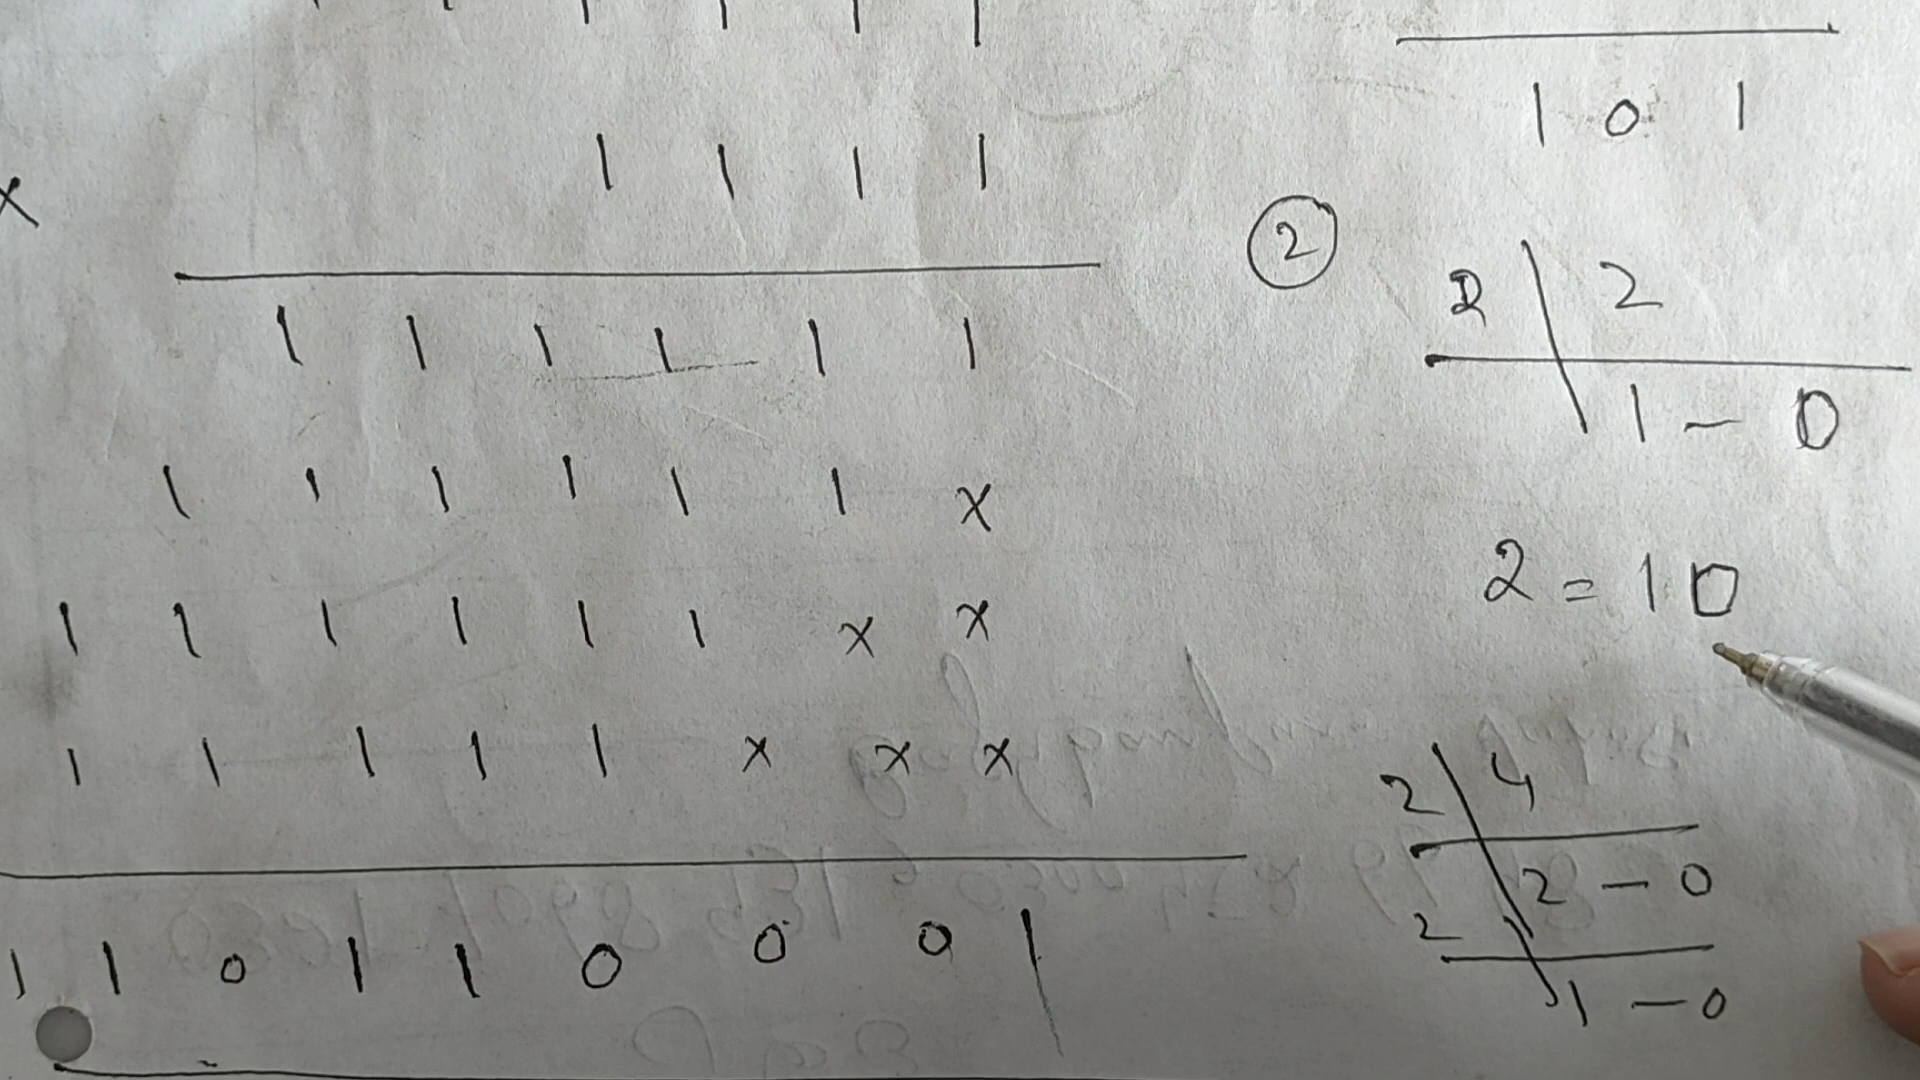 1 1 1 1 1 1
× 1 1 1 1
1 1 1 1 1 1
1 1 1 1 1 1 ×
1 1 1 1 1 1 × ×
1 1 1 1 1 × × ×
1 1 0 1 1 0 0 0 1
1 0 1
②
2 2
1 - 0
2 = 10
2 4
2 2 - 0
1 - 0